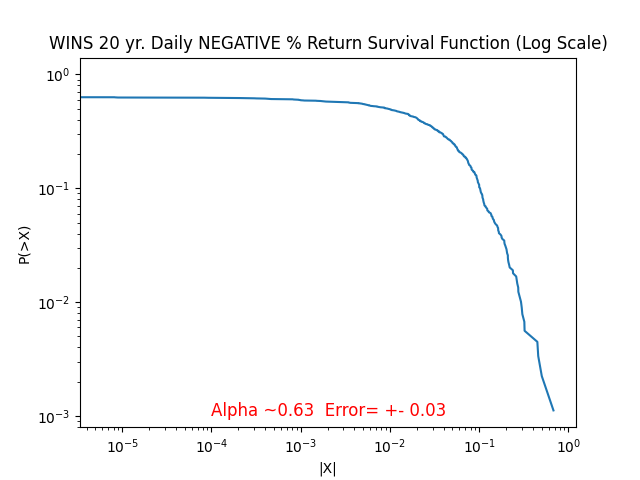 WINS 20 yr. Daily NEGATIVE % Return Survival Function (Log Scale)
10⁰
10⁻¹
10⁻²
10⁻³
P(>X)
Alpha ~0.63  Error= +- 0.03
10⁻⁵ 10⁻⁴ 10⁻³ 10⁻² 10⁻¹ 10⁰
|X|